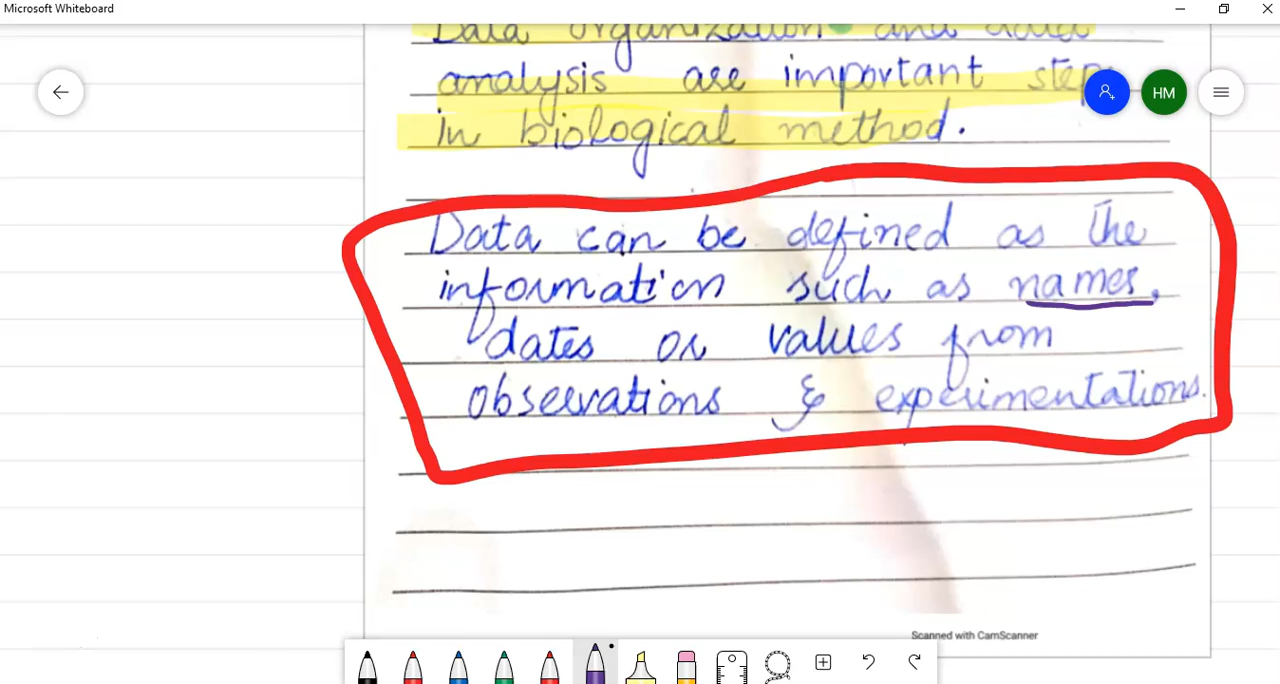 Microsoft Whiteboard
Data organization and data
analysis are important step
in biological method.
HM
Data can be defined as the
information such as names,
dates or values from
observations & experimentations.
Scanned with CamScanner